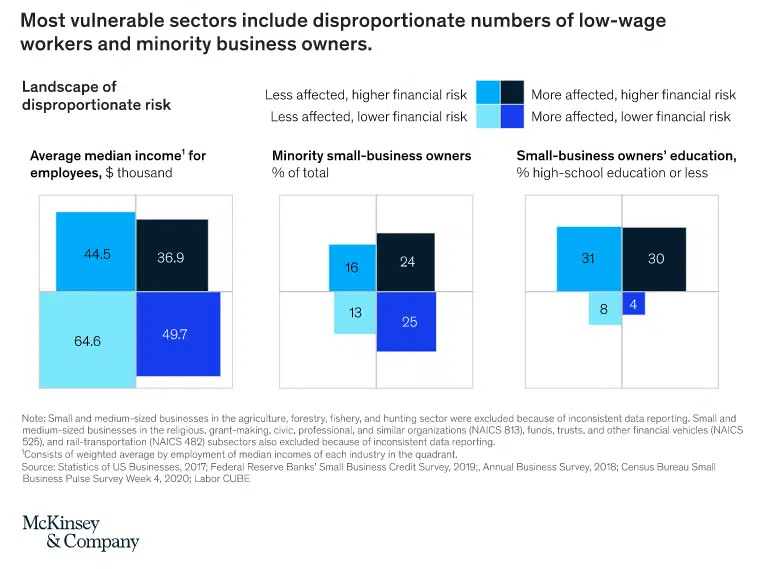 Most vulnerable sectors include disproportionate numbers of low-wage
workers and minority business owners.
Landscape of
disproportionate risk
Less affected, higher financial risk
More affected, higher financial risk
Less affected, lower financial risk
More affected, lower financial risk
Average median income¹ for
employees, $ thousand
44.5
36.9
64.6
49.7
Minority small-business owners
% of total
16
24
13
25
Small-business owners’ education,
% high-school education or less
31
30
8
4
Note: Small and medium-sized businesses in the agriculture, forestry, fishery, and hunting sector were excluded because of inconsistent data reporting. Small and
medium-sized businesses in the religious, grant-making, civic, professional, and similar organizations (NAICS 813), funds, trusts, and other financial vehicles (NAICS
525), and rail-transportation (NAICS 482) subsectors also excluded because of inconsistent data reporting.
¹Consists of weighted average by employment of median incomes of each industry in the quadrant.
Source: Statistics of US Businesses, 2017; Federal Reserve Banks’ Small Business Credit Survey, 2019;, Annual Business Survey, 2018; Census Bureau Small
Business Pulse Survey Week 4, 2020; Labor CUBE
McKinsey
& Company